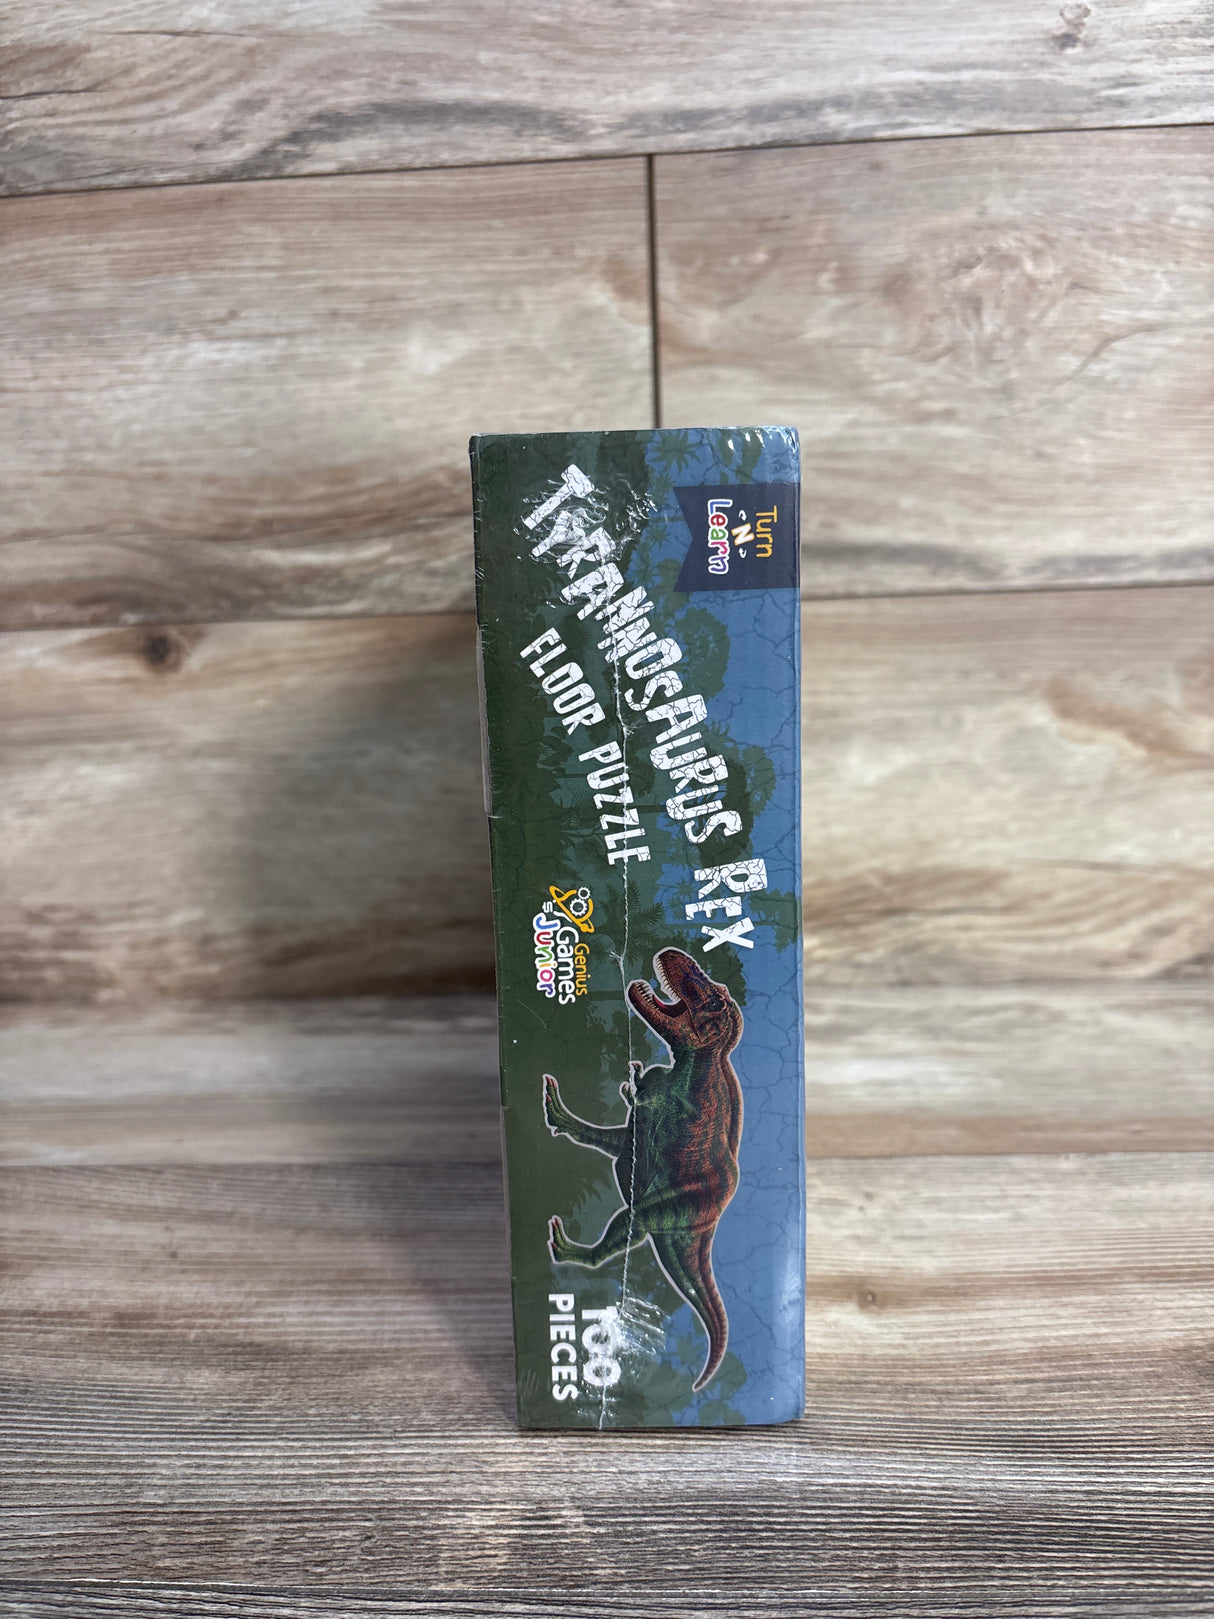 Turn
‹N›
Learn
TYRANNOSAURUS REX
FLOOR PUZZLE
Genius
Games
Junior
100
PIECES